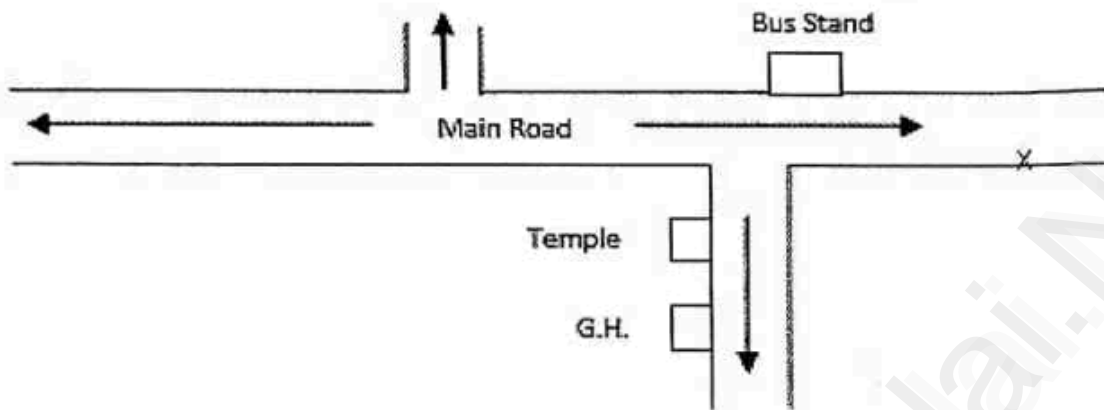 Bus Stand
Main Road
X
Temple
G.H.